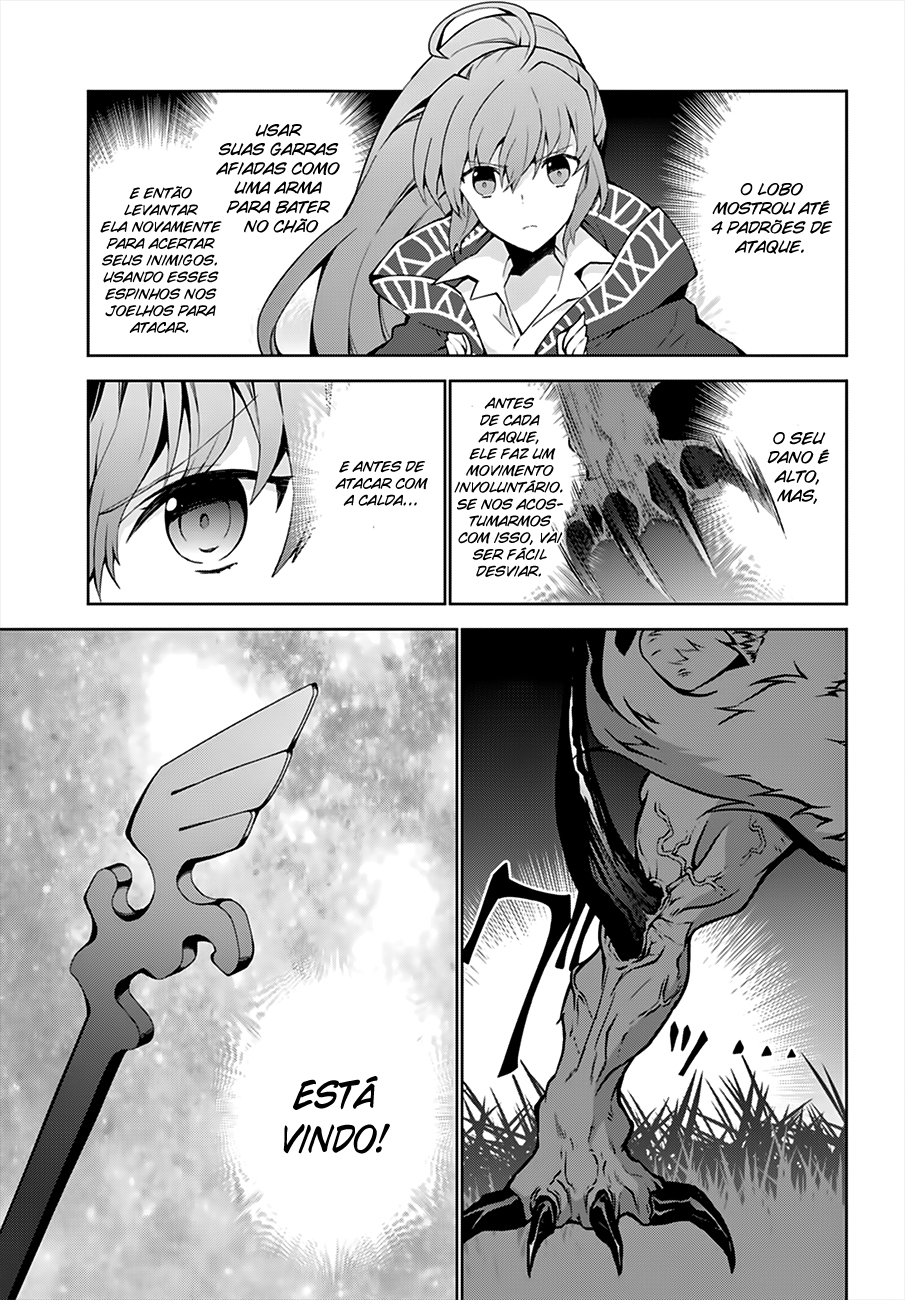 O LOBO
MOSTROU ATÉ
4 PADRÕES DE
ATAQUE.
USAR
SUAS GARRAS
AFIADAS COMO
UMA ARMA
PARA BATER
NO CHÃO
E ENTÃO
LEVANTAR
ELA NOVAMENTE
PARA ACERTAR
SEUS INIMIGOS.
USANDO ESSES
ESPINHOS NOS
JOELHOS PARA
ATACAR.
O SEU
DANO É
ALTO,
MAS,
ANTES
DE CADA
ATAQUE,
ELE FAZ UM
MOVIMENTO
INVOLUNTÁRIO.
SE NOS ACOS-
TUMARMOS
COM ISSO, VAI
SER FÁCIL
DESVIAR.
E ANTES DE
ATACAR COM
A CALDA...
グッ...
ESTÁ
VINDO!